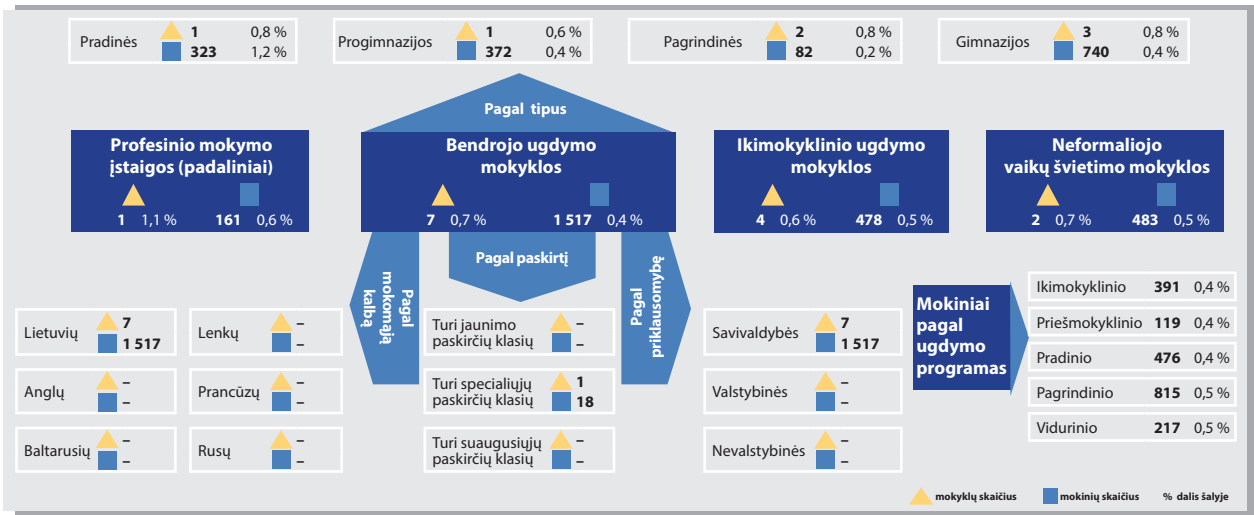 Pradinės
1 0,8 %
323 1,2 %
Progimnazijos
1 0,6 %
372 0,4 %
Pagrindinės
2 0,8 %
82 0,2 %
Gimnazijos
3 0,8 %
740 0,4 %
Pagal tipus
Profesinio mokymo
įstaigos (padaliniai)
1 1,1 % 161 0,6 %
Bendrojo ugdymo
mokyklos
7 0,7 % 1 517 0,4 %
Ikimokyklinio ugdymo
mokyklos
4 0,6 % 478 0,5 %
Neformaliojo
vaikų švietimo mokyklos
2 0,7 % 483 0,5 %
Pagal
mokomąją
kalbą
Pagal paskirtį
Pagal
priklausomybę
Lietuvių
7
1 517
Lenkų
–
–
Anglų
–
–
Prancūzų
–
–
Baltarusių
–
–
Rusų
–
–
Turi jaunimo
paskirčių klasių
–
–
Turi specialiųjų
paskirčių klasių
1
18
Turi suaugusiųjų
paskirčių klasių
–
–
Savivaldybės
7
1 517
Valstybinės
–
–
Nevalstybinės
–
–
Mokiniai
pagal
ugdymo
programas
Ikimokyklinio 391 0,4 %
Priešmokyklinio 119 0,4 %
Pradinio 476 0,4 %
Pagrindinio 815 0,5 %
Vidurinio 217 0,5 %
mokyklų skaičius mokinių skaičius % dalis šalyje